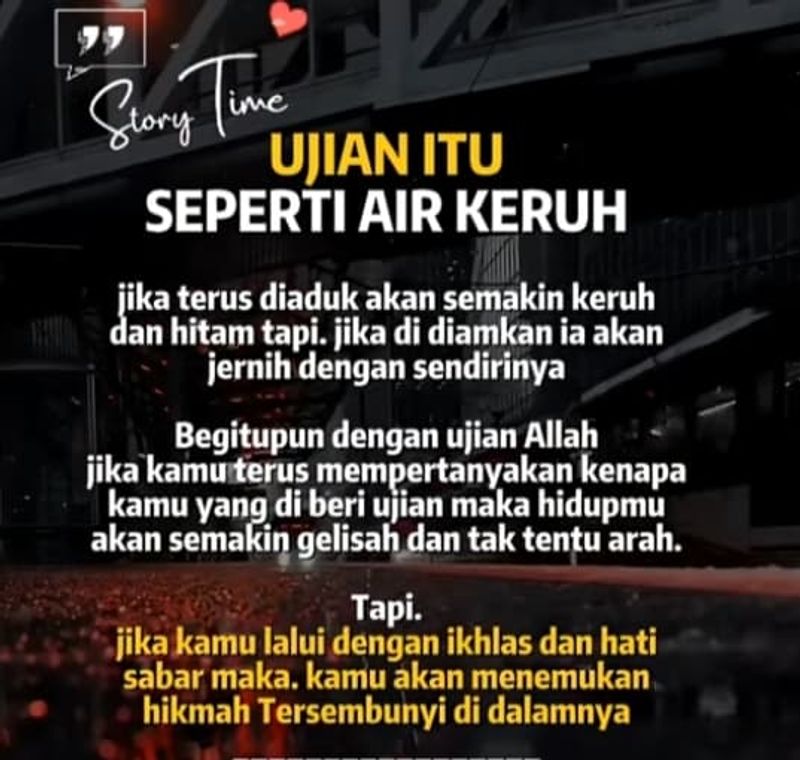 Story Time
UJIAN ITU
SEPERTI AIR KERUH
jika terus diaduk akan semakin keruh
dan hitam tapi. jika di diamkan ia akan
jernih dengan sendirinya
Begitupun dengan ujian Allah
jika kamu terus mempertanyakan kenapa
kamu yang di beri ujian maka hidupmu
akan semakin gelisah dan tak tentu arah.
Tapi.
jika kamu lalui dengan ikhlas dan hati
sabar maka. kamu akan menemukan
hikmah Tersembunyi di dalamnya